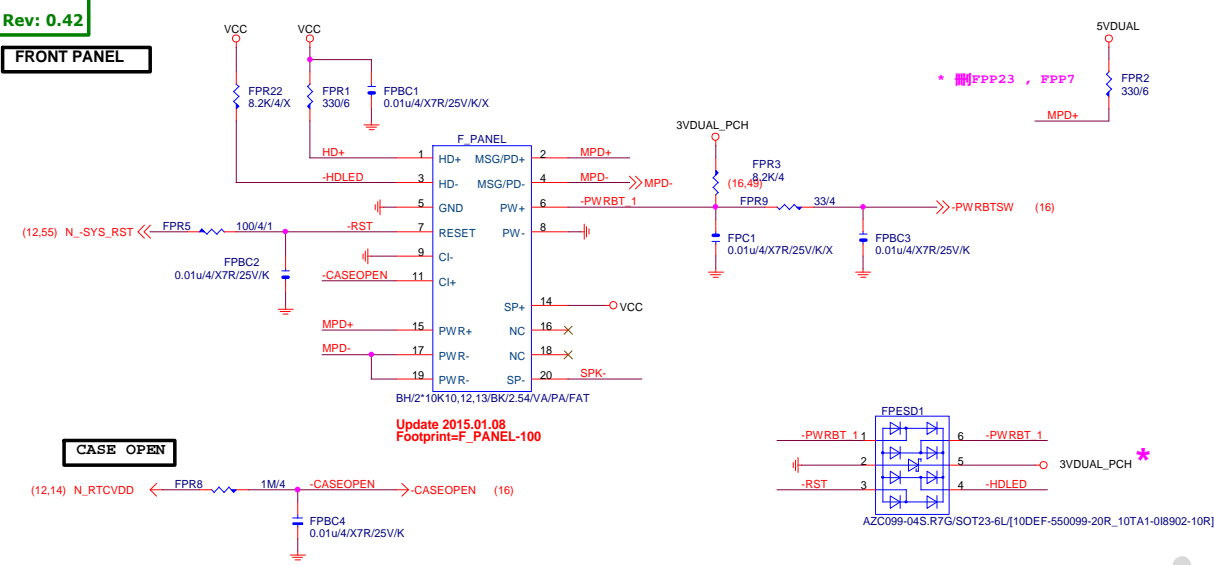 Rev: 0.42
FRONT PANEL
VCC
VCC
5VDUAL
FPR22
8.2K/4/X
FPR1
330/6
FPBC1
0.01u/4/X7R/25V/K/X
* 刪FPP23 , FPP7
FPR2
330/6
MPD+
3VDUAL_PCH
F_PANEL
HD+
1
HD+
MSG/PD+
2
MPD+
-HDLED
3
HD-
MSG/PD-
4
MPD-
MPD-
(16,49)
FPR3
8.2K/4
5
GND
PW+
6
-PWRBT_1
FPR9
33/4
-PWRBTSW
(16)
(12,55)
N_-SYS_RST
FPR5
100/4/1
-RST
7
RESET
PW-
8
9
CI-
FPC1
0.01u/4/X7R/25V/K/X
FPBC3
0.01u/4/X7R/25V/K
FPBC2
0.01u/4/X7R/25V/K
-CASEOPEN
11
CI+
SP+
14
VCC
MPD+
15
PWR+
NC
16
MPD-
17
PWR-
NC
18
19
PWR-
SP-
20
SPK-
BH/2*10K10,12,13/BK/2.54/VA/PA/FAT
Update 2015.01.08
Footprint=F_PANEL-100
CASE OPEN
(12,14)
N_RTCVDD
FPR8
1M/4
-CASEOPEN
-CASEOPEN
(16)
FPBC4
0.01u/4/X7R/25V/K
FPESD1
-PWRBT_1
1
6
-PWRBT_1
2
5
3VDUAL_PCH
*
-RST
3
4
-HDLED
AZC099-04S.R7G/SOT23-6L/[10DEF-550099-20R_10TA1-0I8902-10R]